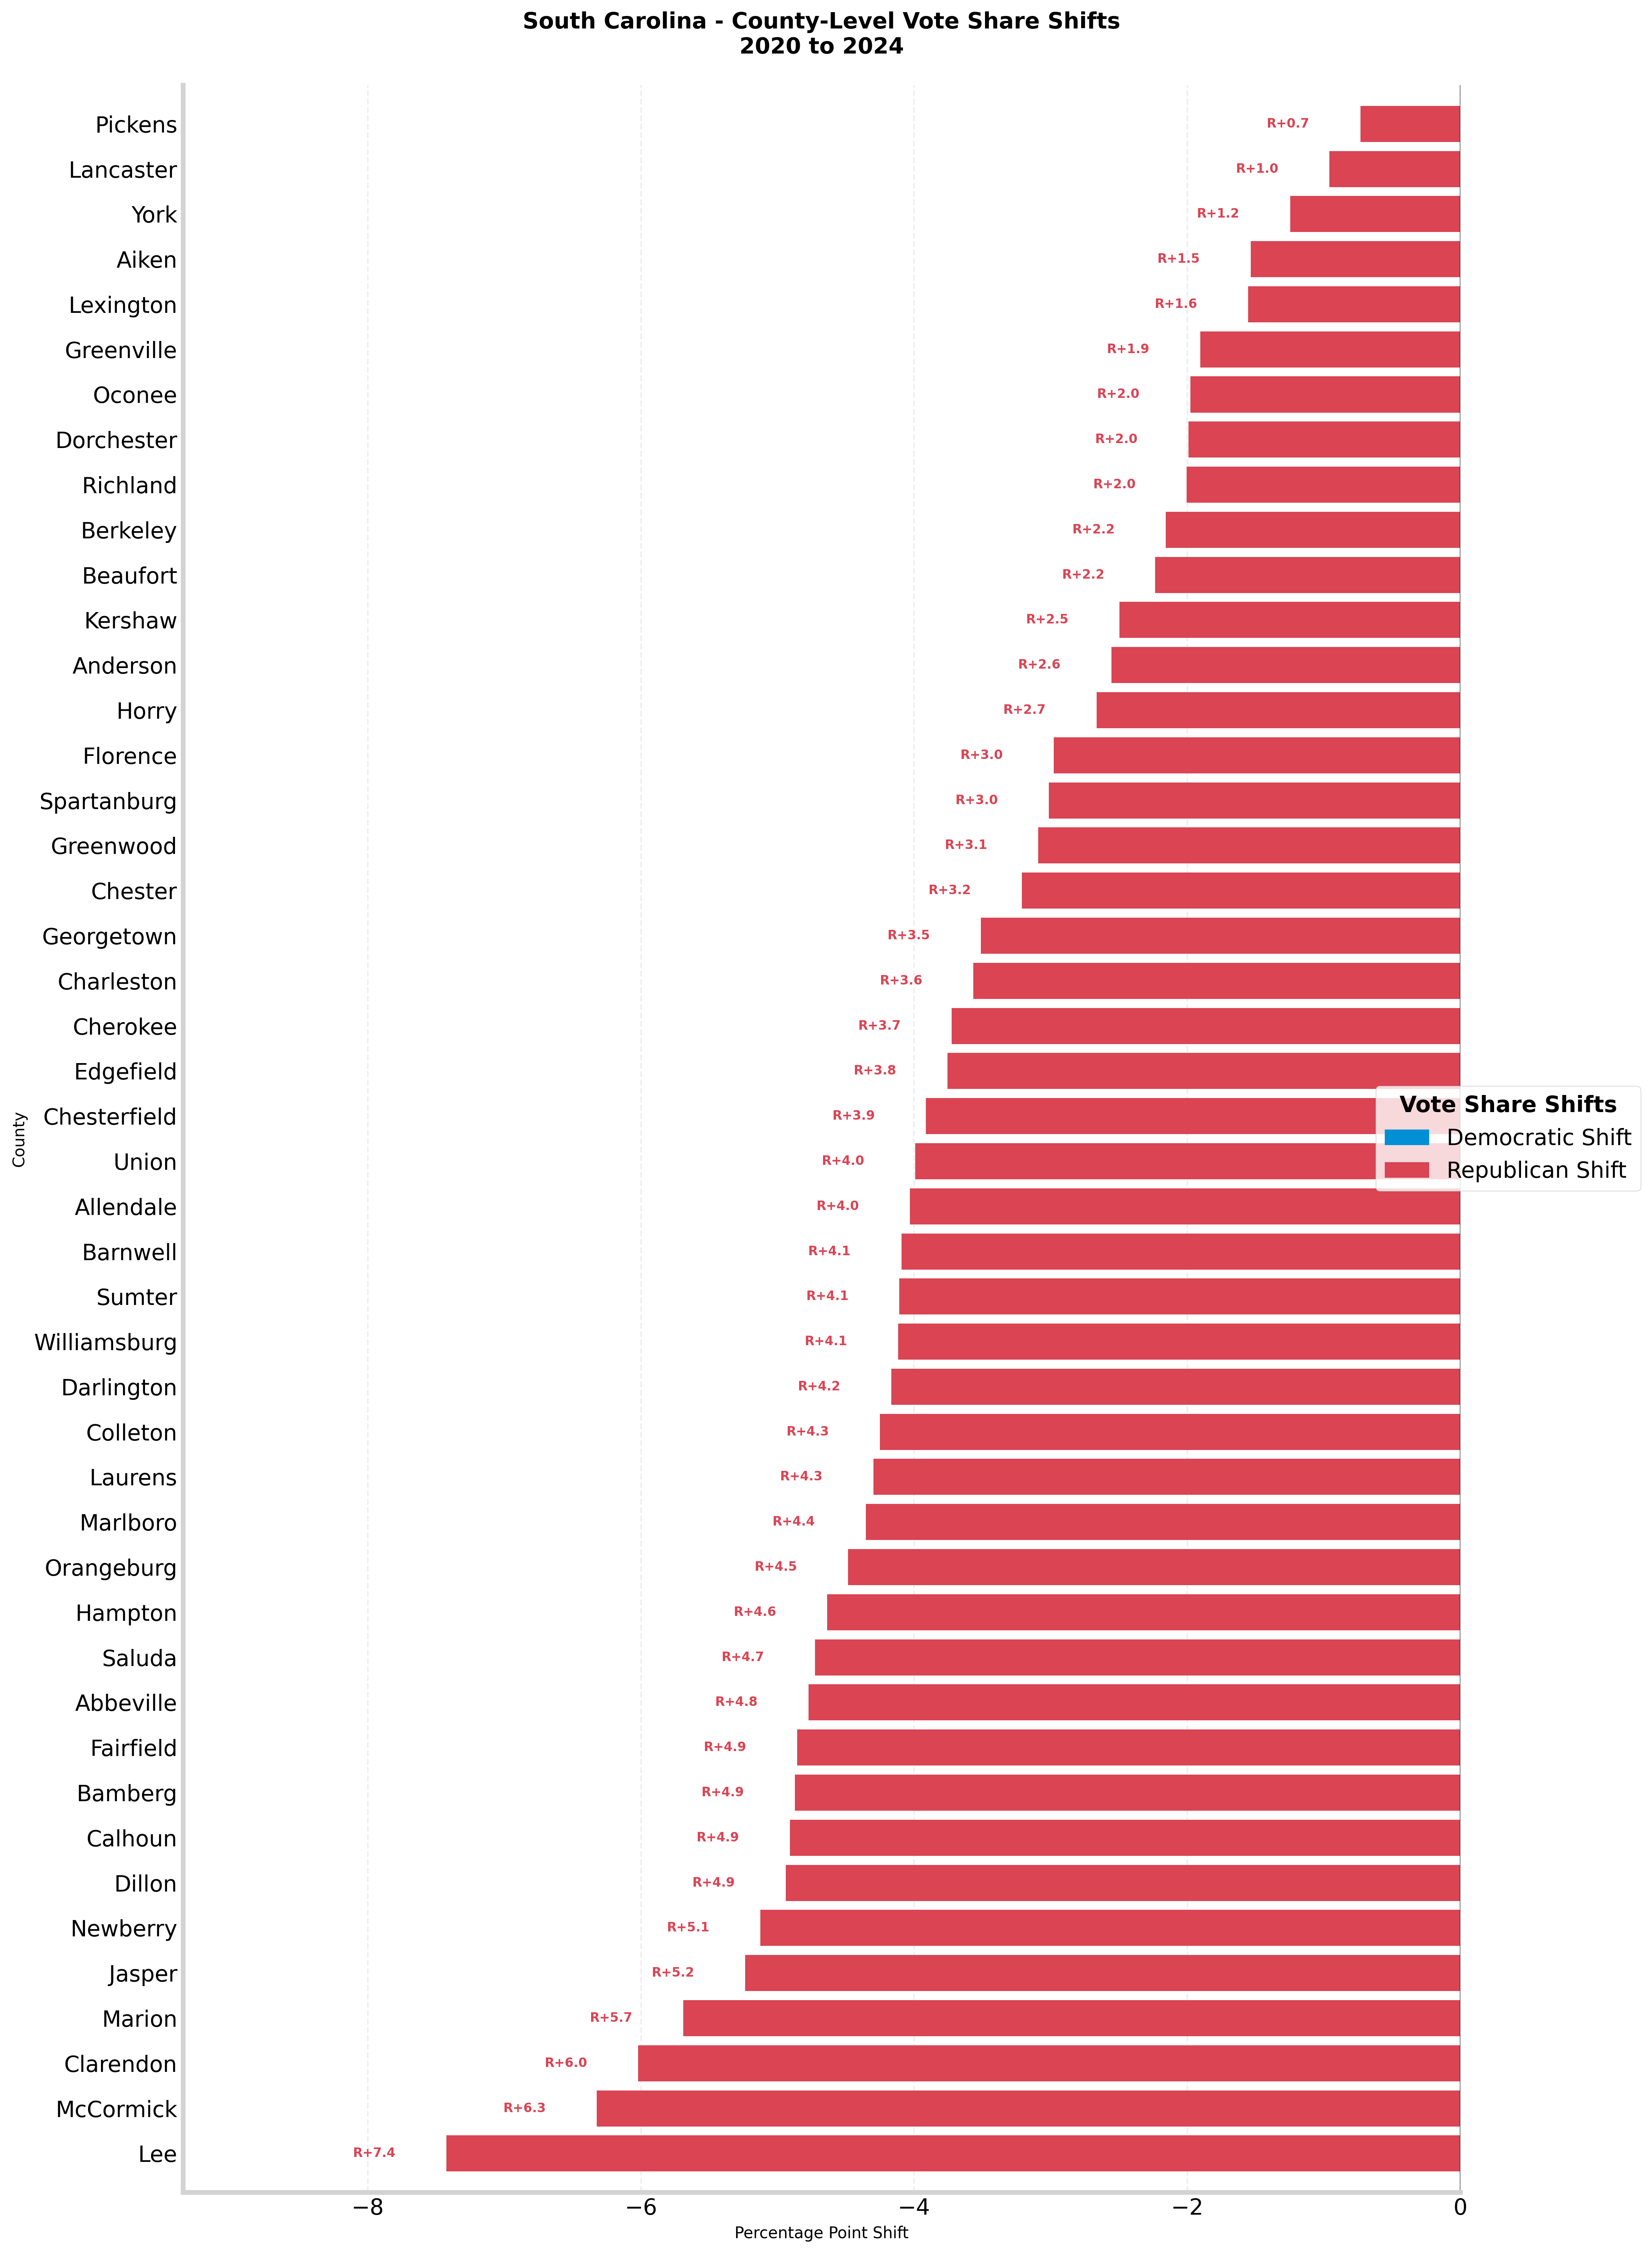 South Carolina - County-Level Vote Share Shifts
2020 to 2024
Pickens R+0.7
Lancaster R+1.0
York R+1.2
Aiken R+1.5
Lexington R+1.6
Greenville R+1.9
Oconee R+2.0
Dorchester R+2.0
Richland R+2.0
Berkeley R+2.2
Beaufort R+2.2
Kershaw R+2.5
Anderson R+2.6
Horry R+2.7
Florence R+3.0
Spartanburg R+3.0
Greenwood R+3.1
Chester R+3.2
Georgetown R+3.5
Charleston R+3.6
Cherokee R+3.7
Edgefield R+3.8
Chesterfield R+3.9
Union R+4.0
Allendale R+4.0
Barnwell R+4.1
Sumter R+4.1
Williamsburg R+4.1
Darlington R+4.2
Colleton R+4.3
Laurens R+4.3
Marlboro R+4.4
Orangeburg R+4.5
Hampton R+4.6
Saluda R+4.7
Abbeville R+4.8
Fairfield R+4.9
Bamberg R+4.9
Calhoun R+4.9
Dillon R+4.9
Newberry R+5.1
Jasper R+5.2
Marion R+5.7
Clarendon R+6.0
McCormick R+6.3
Lee R+7.4
County
Vote Share Shifts
Democratic Shift
Republican Shift
−8 −6 −4 −2 0
Percentage Point Shift